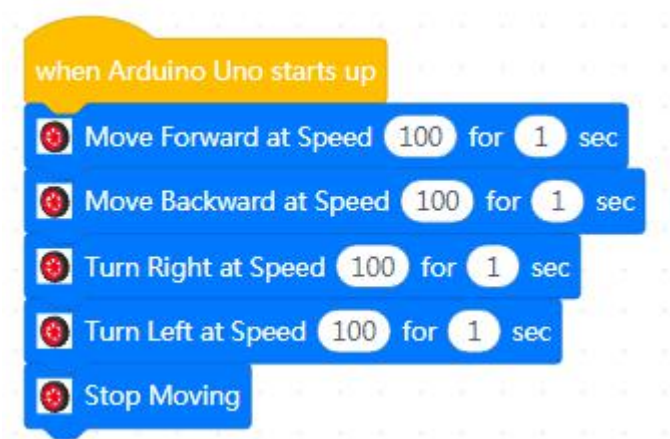 when Arduino Uno starts up
Move Forward at Speed 100 for 1 sec
Move Backward at Speed 100 for 1 sec
Turn Right at Speed 100 for 1 sec
Turn Left at Speed 100 for 1 sec
Stop Moving